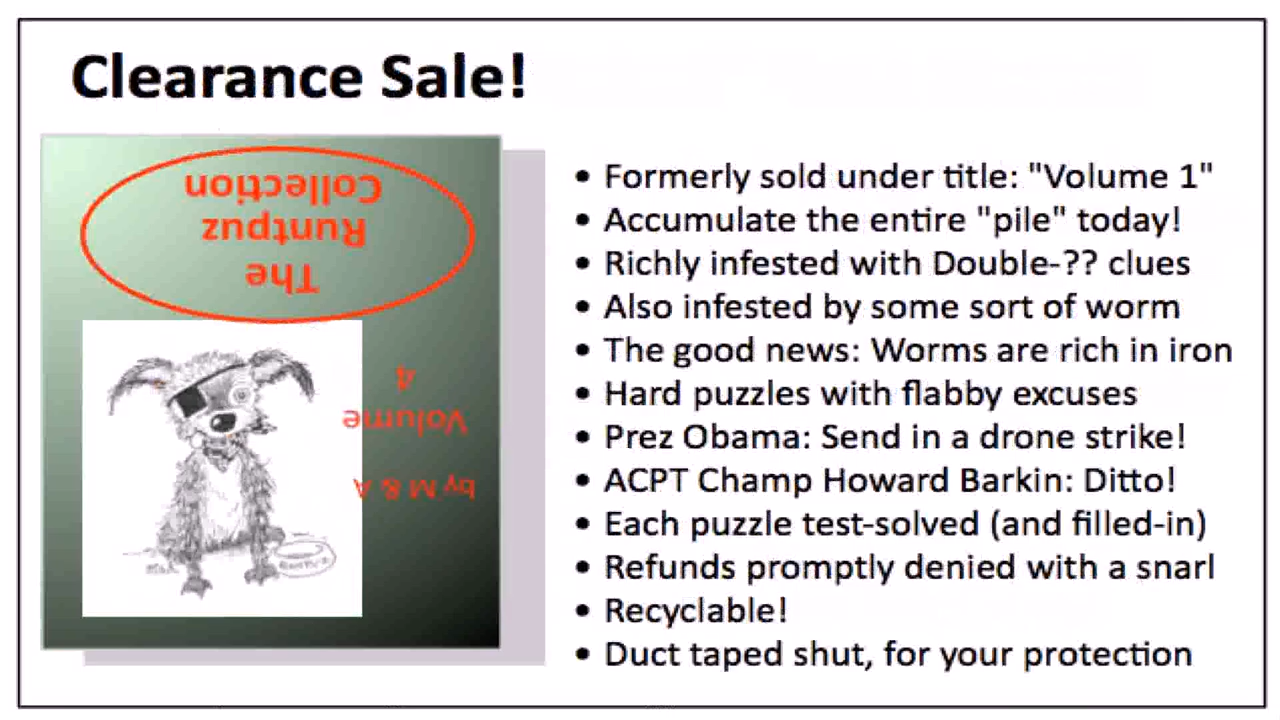 Clearance Sale!
The
Runtpuz
Collection
4
Volume
by M & A
• Formerly sold under title: "Volume 1"
• Accumulate the entire "pile" today!
• Richly infested with Double-?? clues
• Also infested by some sort of worm
• The good news: Worms are rich in iron
• Hard puzzles with flabby excuses
• Prez Obama: Send in a drone strike!
• ACPT Champ Howard Barkin: Ditto!
• Each puzzle test-solved (and filled-in)
• Refunds promptly denied with a snarl
• Recyclable!
• Duct taped shut, for your protection